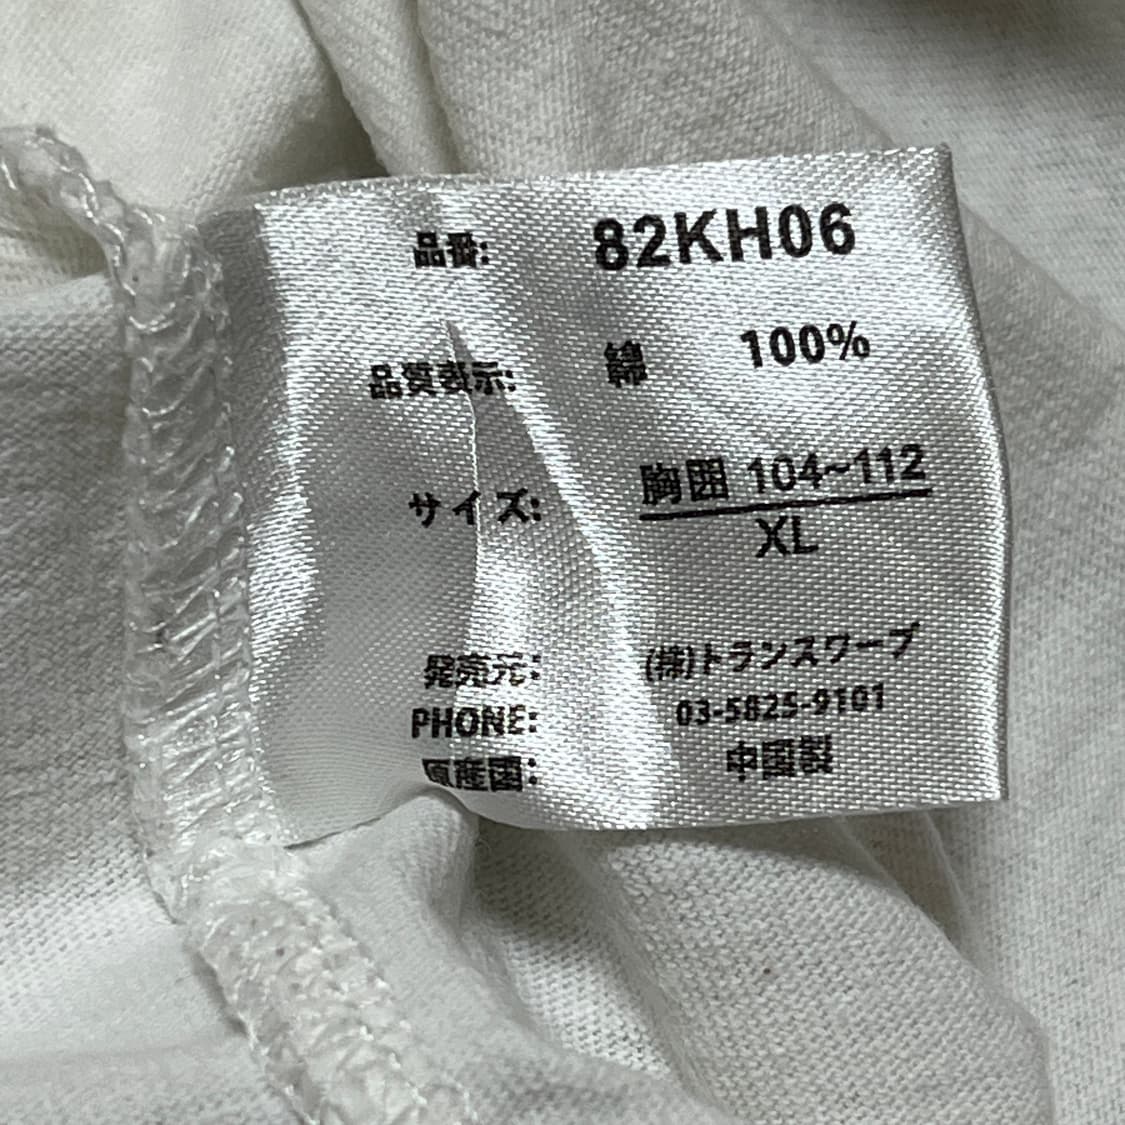 品番: 82KH06
品質表示: 綿 100%
サイズ: 胸囲 104~112
XL
発売元: (株)トランスワープ
PHONE: 03-5825-9101
原産国: 中国製